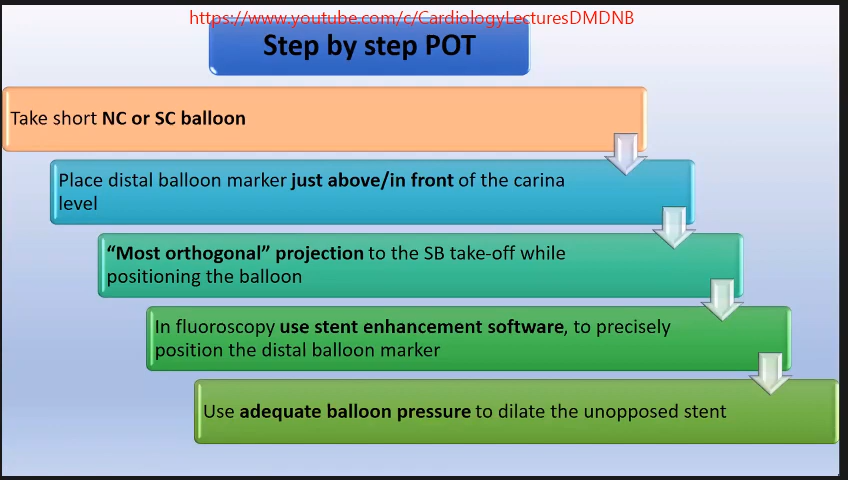 https://www.youtube.com/c/CardiologyLecturesDMDNB
Step by step POT
Take short NC or SC balloon
Place distal balloon marker just above/in front of the carina
level
“Most orthogonal” projection to the SB take-off while
positioning the balloon
In fluoroscopy use stent enhancement software, to precisely
position the distal balloon marker
Use adequate balloon pressure to dilate the unopposed stent